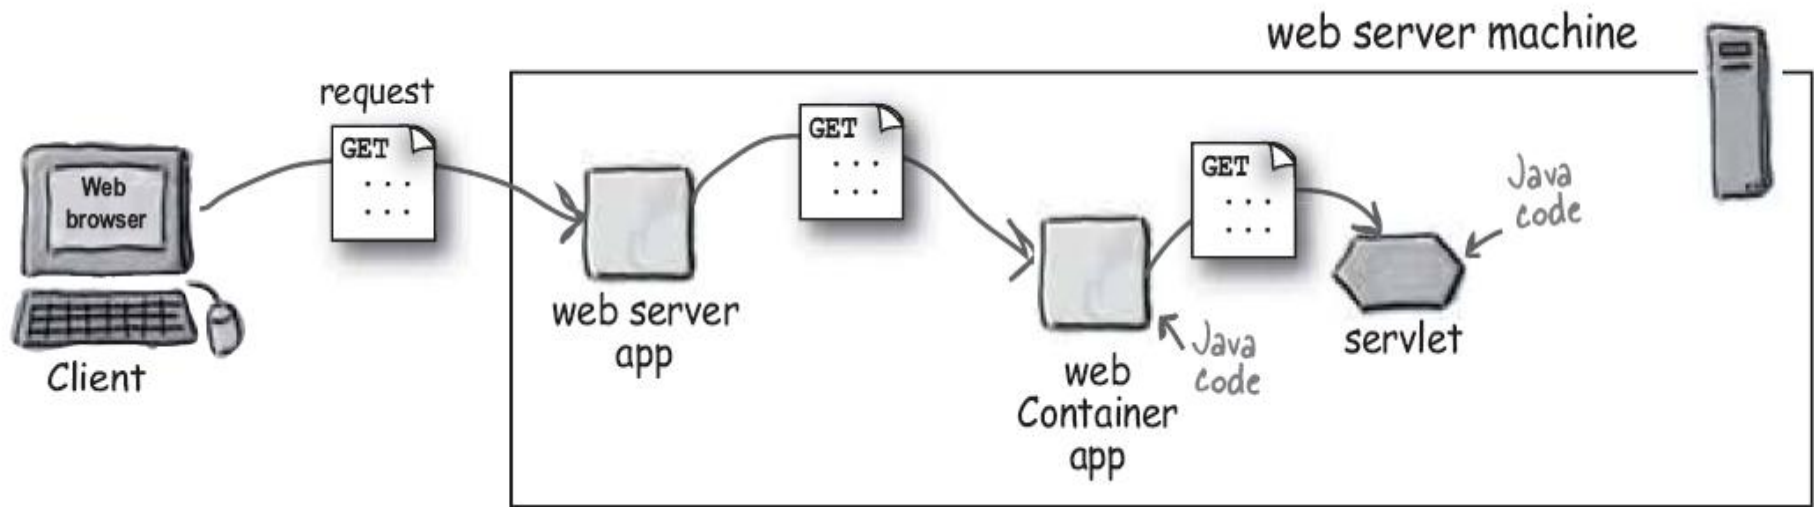 web server machine
request
GET
. . .
. . .
GET
. . .
. . .
GET
. . .
. . .
Web
browser
Java
code
web server
app
servlet
Java
code
Client
web
Container
app